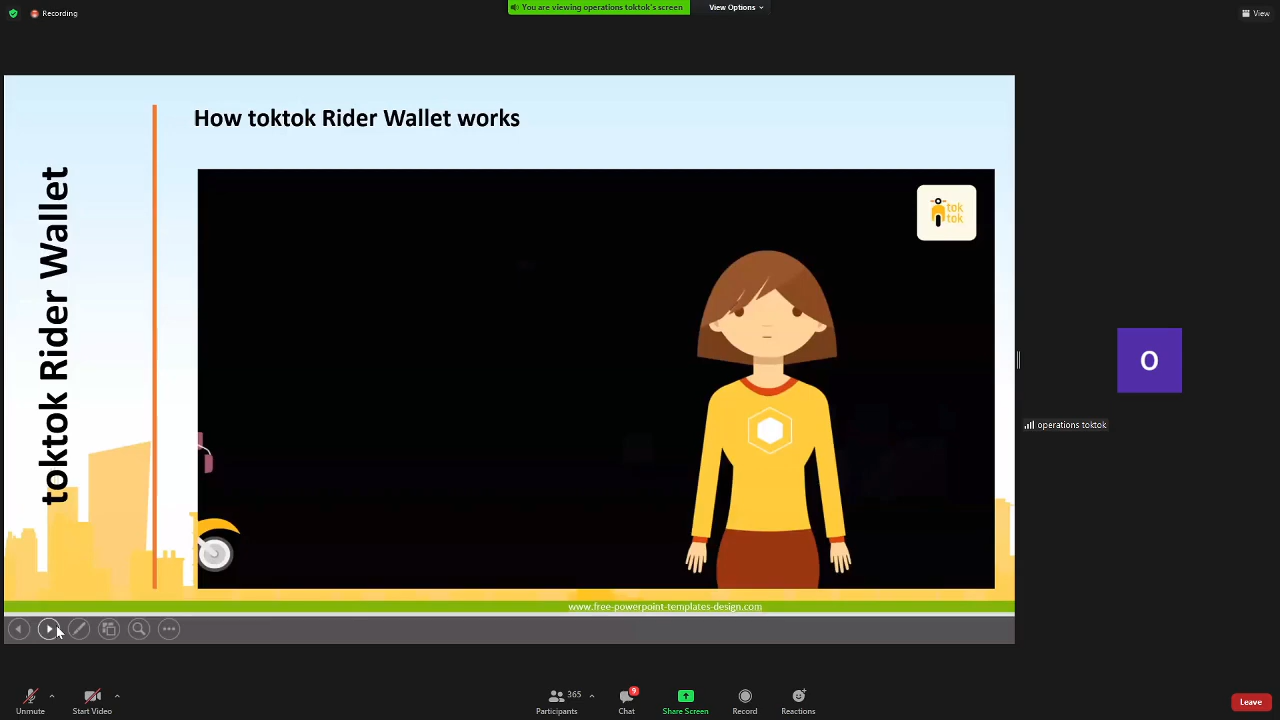 Recording
You are viewing operations toktok's screen
View Options
View
How toktok Rider Wallet works
toktok Rider Wallet
tok
tok
O
operations toktok
www.free-powerpoint-templates-design.com
Unmute
Start Video
365
Participants
9
Chat
Share Screen
Record
Reactions
Leave